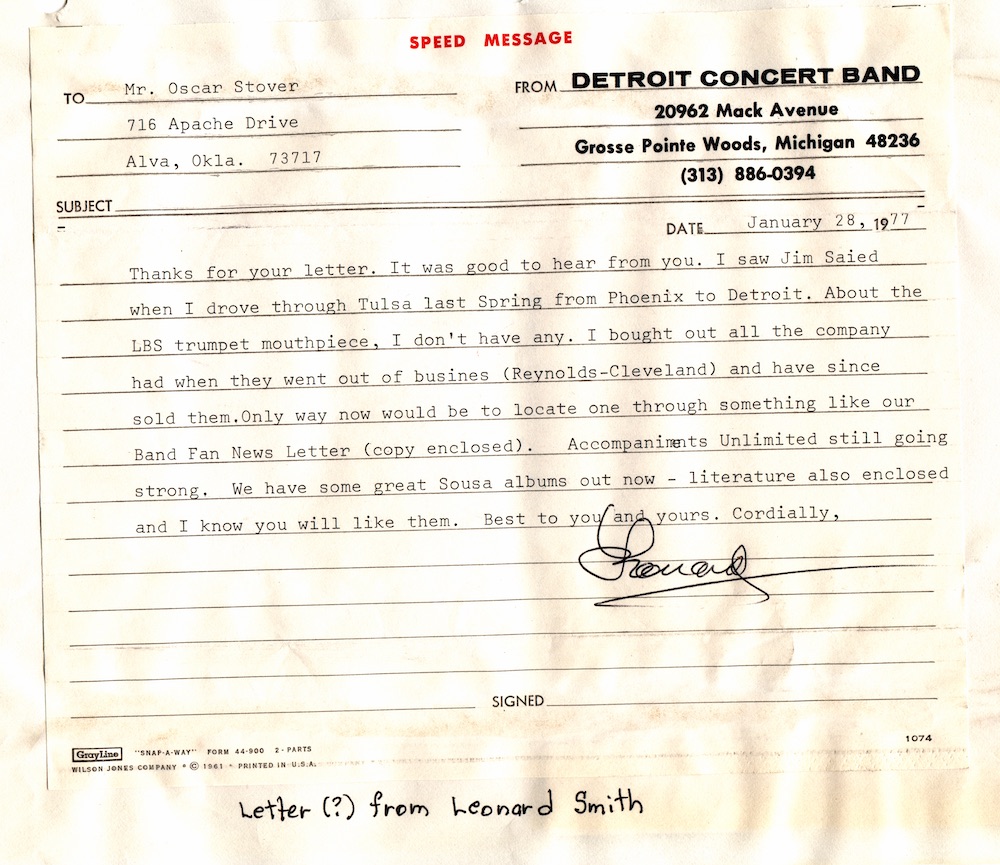 SPEED MESSAGE
TO Mr. Oscar Stover
716 Apache Drive
Alva, Okla. 73717
FROM DETROIT CONCERT BAND
20962 Mack Avenue
Grosse Pointe Woods, Michigan 48236
(313) 886-0394
SUBJECT
DATE January 28, 1977
Thanks for your letter. It was good to hear from you. I saw Jim Saied
when I drove through Tulsa last Spring from Phoenix to Detroit. About the
LBS trumpet mouthpiece, I don't have any. I bought out all the company
had when they went out of busines (Reynolds-Cleveland) and have since
sold them.Only way now would be to locate one through something like our
Band Fan News Letter (copy enclosed). Accompaniments Unlimited still going
strong. We have some great Sousa albums out now - literature also enclosed
and I know you will like them. Best to you and yours. Cordially,
Leonard
SIGNED
GrayLine "SNAP-A-WAY" FORM 44-900 2-PARTS
WILSON JONES COMPANY • © 1961 • PRINTED IN U.S.A.
1074
Letter (?) from Leonard Smith